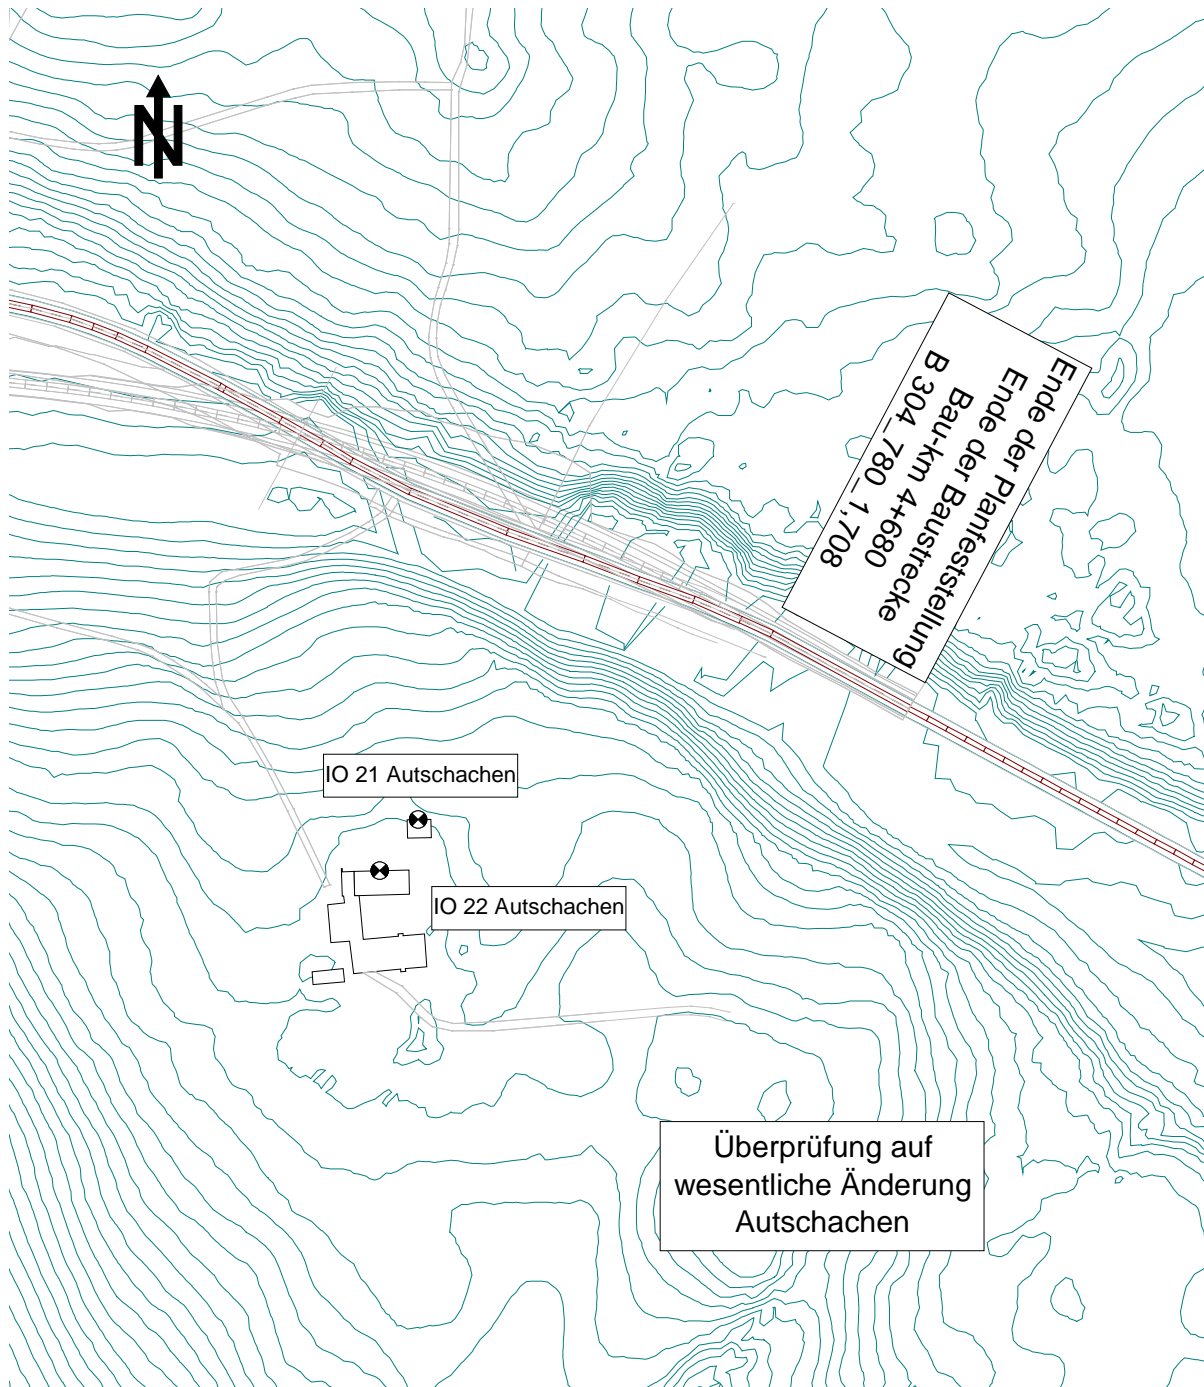 N
Ende der Planfeststellung
Ende der Baustrecke
Bau-km 4+680
B 304_780_1,708
IO 21 Autschachen
IO 22 Autschachen
Überprüfung auf
wesentliche Änderung
Autschachen